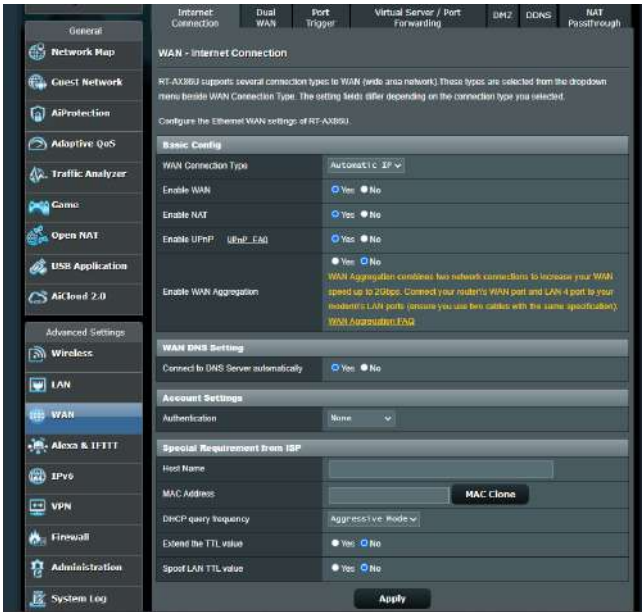 General
Network Map
Guest Network
AiProtection
Adaptive QoS
Traffic Analyzer
Game
Open NAT
USB Application
AiCloud 2.0
Advanced Settings
Wireless
LAN
WAN
Alexa & IFTTT
IPv6
VPN
Firewall
Administration
System Log
Internet Connection
Dual WAN
Port Trigger
Virtual Server / Port Forwarding
DMZ
DDNS
NAT Passthrough
WAN - Internet Connection
RT-AX86U supports several connection types to WAN (wide area network).These types are selected from the dropdown
menu beside WAN Connection Type. The setting fields differ depending on the connection type you selected.
Configure the Ethernet WAN settings of RT-AX86U.
Basic Config
WAN Connection Type Automatic IP
Enable WAN Yes No
Enable NAT Yes No
Enable UPnP UPnP FAQ Yes No
Enable WAN Aggregation Yes No
WAN Aggregation combines two network connections to increase your WAN
speed up to 2Gbps. Connect your router's WAN port and LAN 4 port to your
modem's LAN ports (ensure you use two cables with the same specification).
WAN Aggregation FAQ
WAN DNS Setting
Connect to DNS Server automatically Yes No
Account Settings
Authentication None
Special Requirement from ISP
Host Name
MAC Address MAC Clone
DHCP query frequency Aggressive Mode
Extend the TTL value Yes No
Spoof LAN TTL value Yes No
Apply